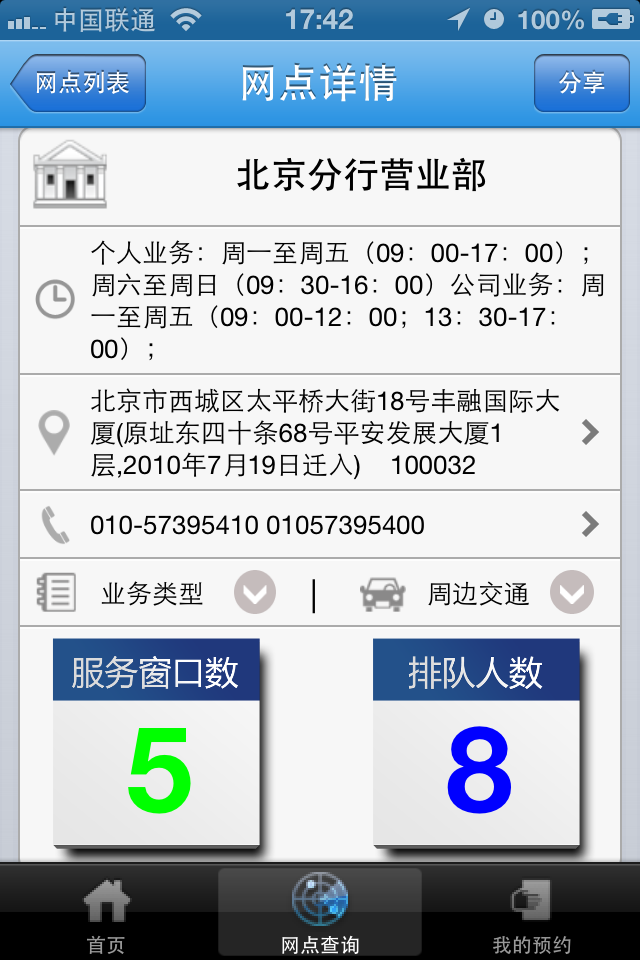 中国联通 17:42 100%
网点列表 网点详情 分享
北京分行营业部
个人业务：周一至周五（09：00-17：00）；
周六至周日（09：30-16：00）公司业务：周
一至周五（09：00-12：00；13：30-17：
00）；
北京市西城区太平桥大街18号丰融国际大
厦(原址东四十条68号平安发展大厦1
层,2010年7月19日迁入) 100032
010-57395410 01057395400
业务类型 | 周边交通
服务窗口数 排队人数
5 8
首页 网点查询 我的预约